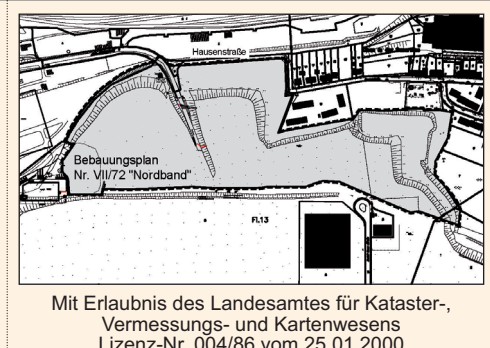 Hausenstraße
Bebauungsplan
Nr. VII/72 "Nordband"
Fl.13
Mit Erlaubnis des Landesamtes für Kataster-,
Vermessungs- und Kartenwesens
Lizenz-Nr. 004/86 vom 25.01.2000